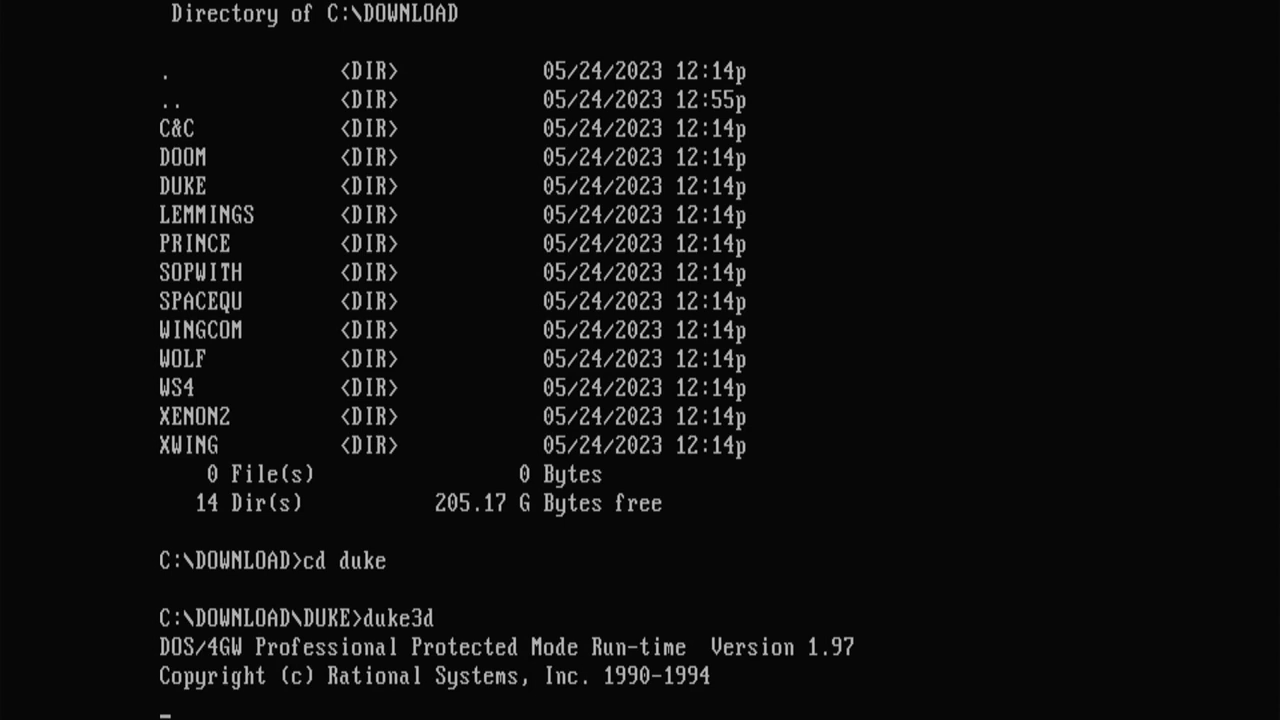 Directory of C:\DOWNLOAD
. <DIR> 05/24/2023 12:14p
.. <DIR> 05/24/2023 12:55p
C&C <DIR> 05/24/2023 12:14p
DOOM <DIR> 05/24/2023 12:14p
DUKE <DIR> 05/24/2023 12:14p
LEMMINGS <DIR> 05/24/2023 12:14p
PRINCE <DIR> 05/24/2023 12:14p
SOPWITH <DIR> 05/24/2023 12:14p
SPACEQU <DIR> 05/24/2023 12:14p
WINGCOM <DIR> 05/24/2023 12:14p
WOLF <DIR> 05/24/2023 12:14p
WS4 <DIR> 05/24/2023 12:14p
XENON2 <DIR> 05/24/2023 12:14p
XWING <DIR> 05/24/2023 12:14p
0 File(s) 0 Bytes
14 Dir(s) 205.17 G Bytes free
C:\DOWNLOAD>cd duke
C:\DOWNLOAD\DUKE>duke3d
DOS/4GW Professional Protected Mode Run-time Version 1.97
Copyright (c) Rational Systems, Inc. 1990-1994
_